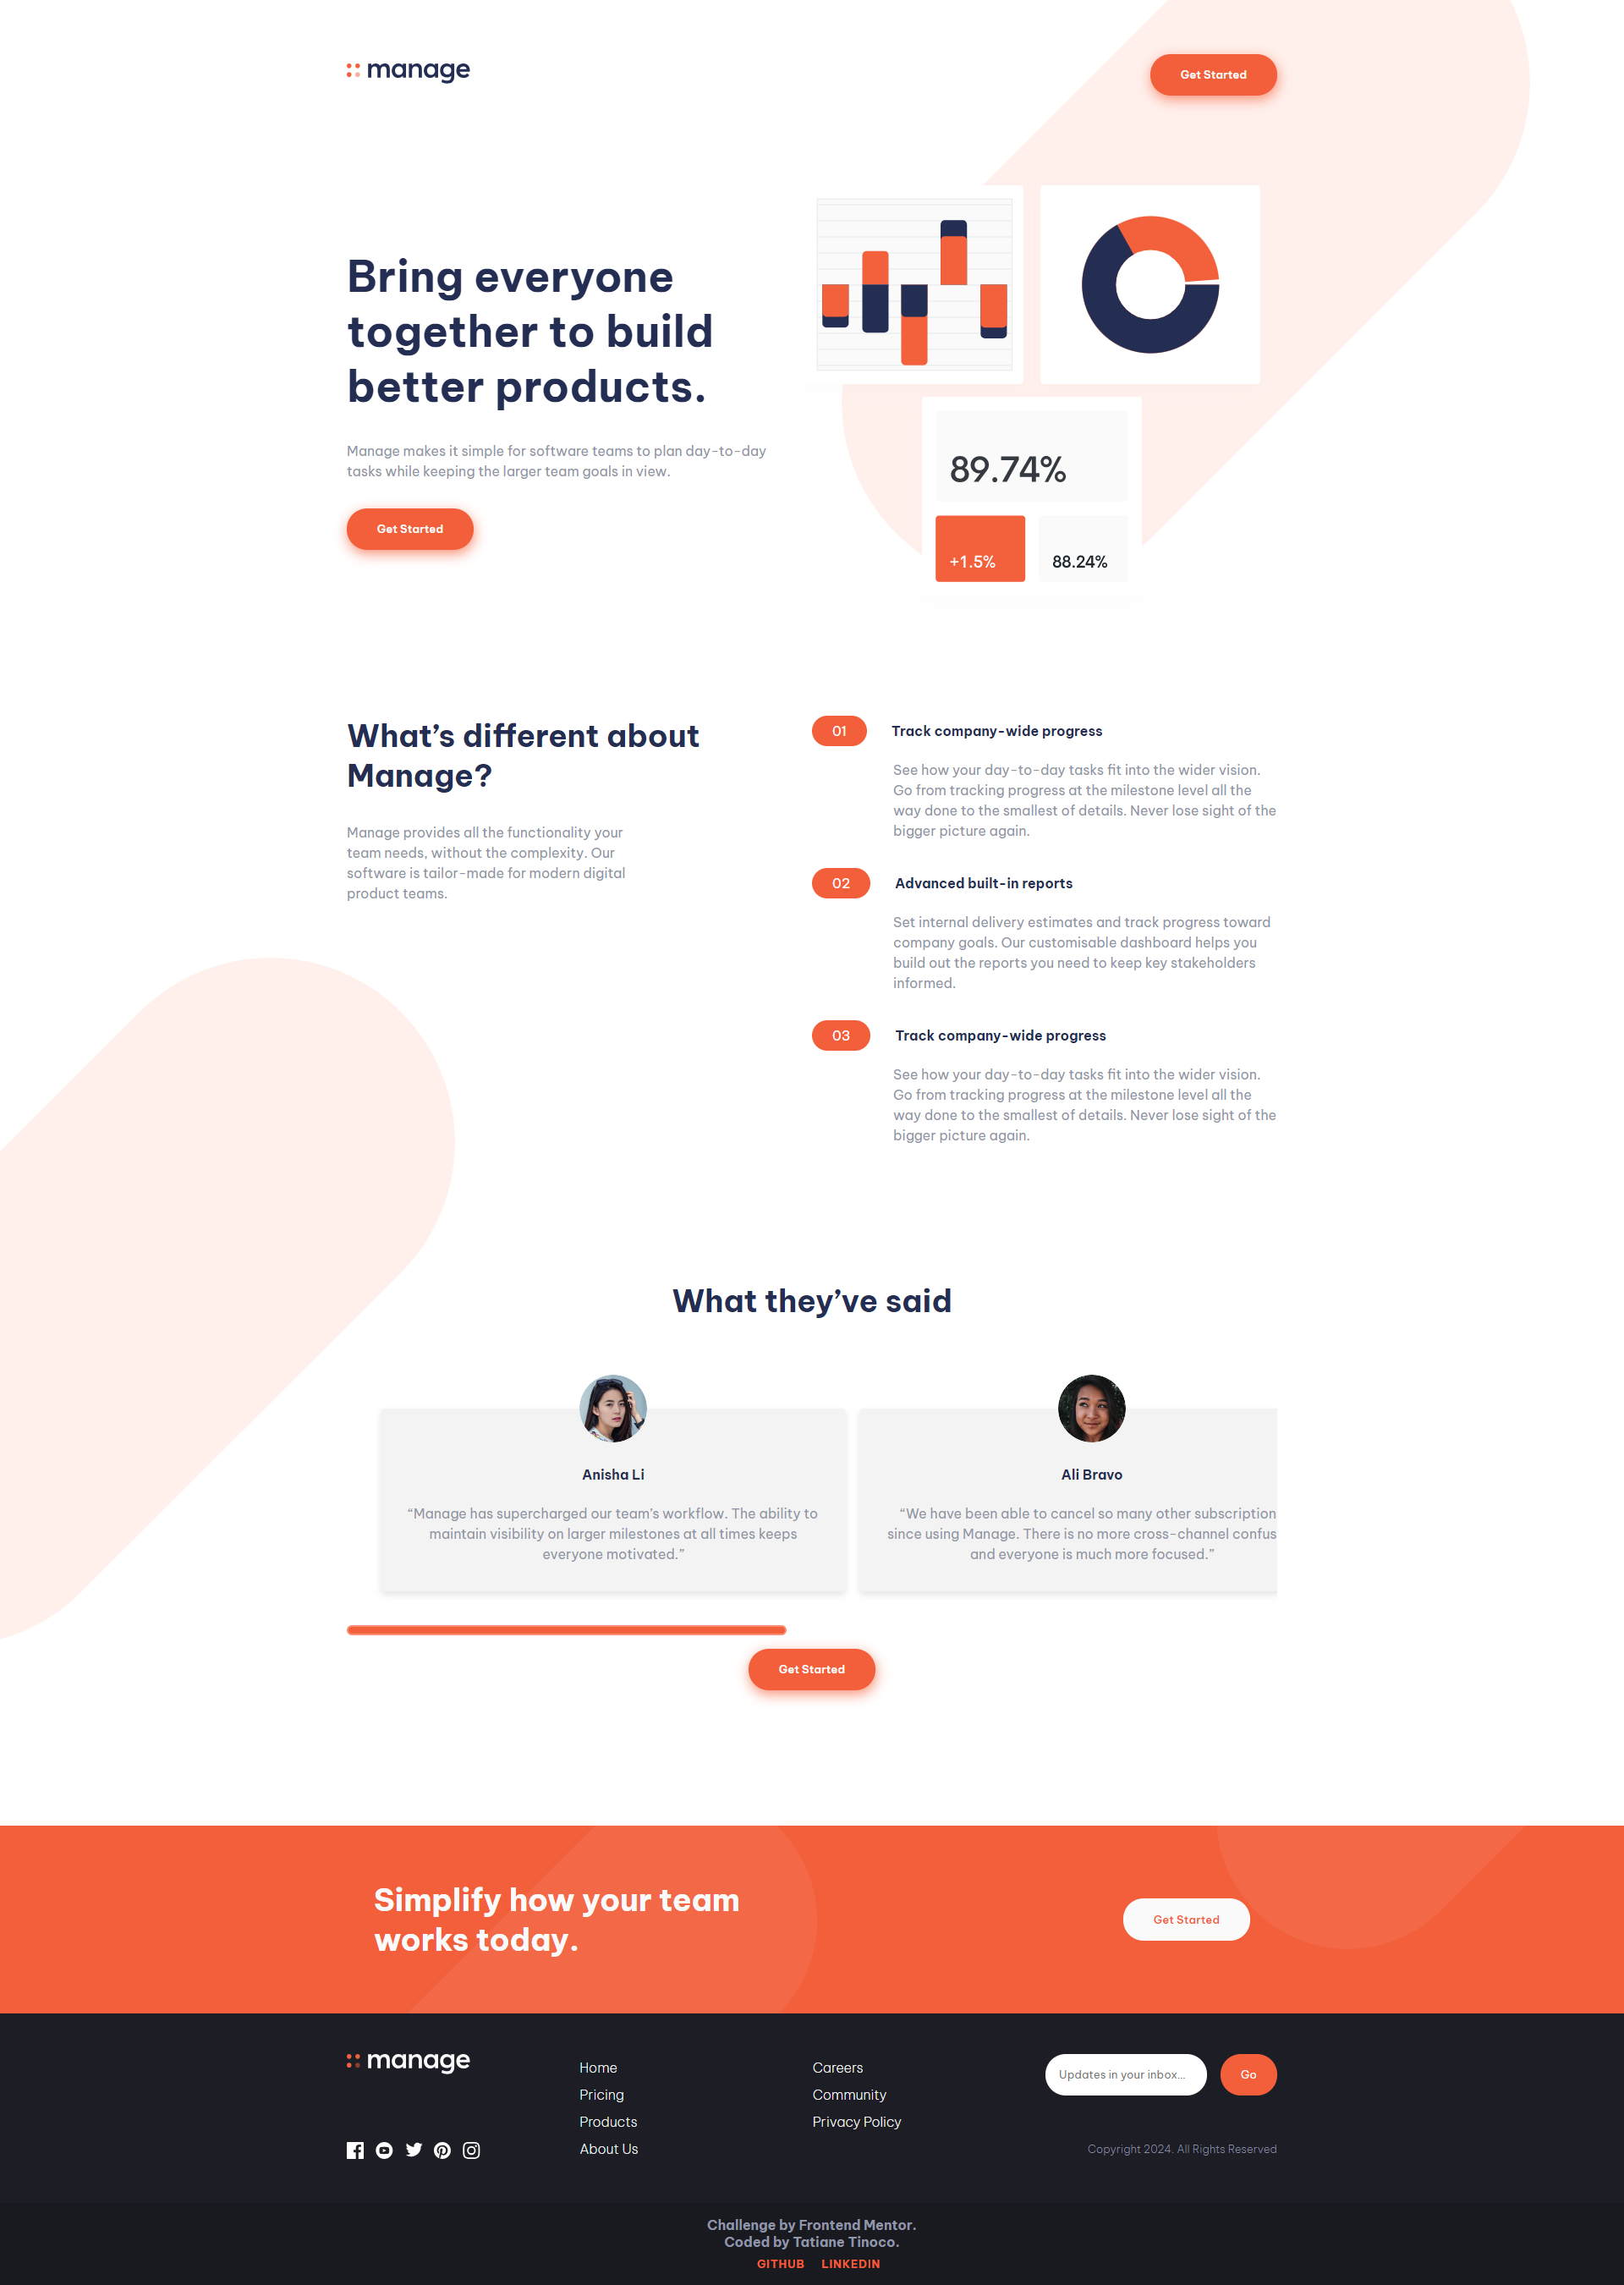 manage
Get Started
Bring everyone
together to build
better products.
Manage makes it simple for software teams to plan day-to-day
tasks while keeping the larger team goals in view.
Get Started
89.74%
+1.5%
88.24%
What’s different about
Manage?
Manage provides all the functionality your
team needs, without the complexity. Our
software is tailor-made for modern digital
product teams.
01
Track company-wide progress
See how your day-to-day tasks fit into the wider vision.
Go from tracking progress at the milestone level all the
way done to the smallest of details. Never lose sight of the
bigger picture again.
02
Advanced built-in reports
Set internal delivery estimates and track progress toward
company goals. Our customisable dashboard helps you
build out the reports you need to keep key stakeholders
informed.
03
Track company-wide progress
See how your day-to-day tasks fit into the wider vision.
Go from tracking progress at the milestone level all the
way done to the smallest of details. Never lose sight of the
bigger picture again.
What they’ve said
Anisha Li
“Manage has supercharged our team’s workflow. The ability to
maintain visibility on larger milestones at all times keeps
everyone motivated.”
Ali Bravo
“We have been able to cancel so many other subscription
since using Manage. There is no more cross-channel confus
and everyone is much more focused.”
Get Started
Simplify how your team
works today.
Get Started
manage
Home
Pricing
Products
About Us
Careers
Community
Privacy Policy
Updates in your inbox...
Go
Copyright 2024. All Rights Reserved
Challenge by Frontend Mentor.
Coded by Tatiane Tinoco.
GITHUB
LINKEDIN